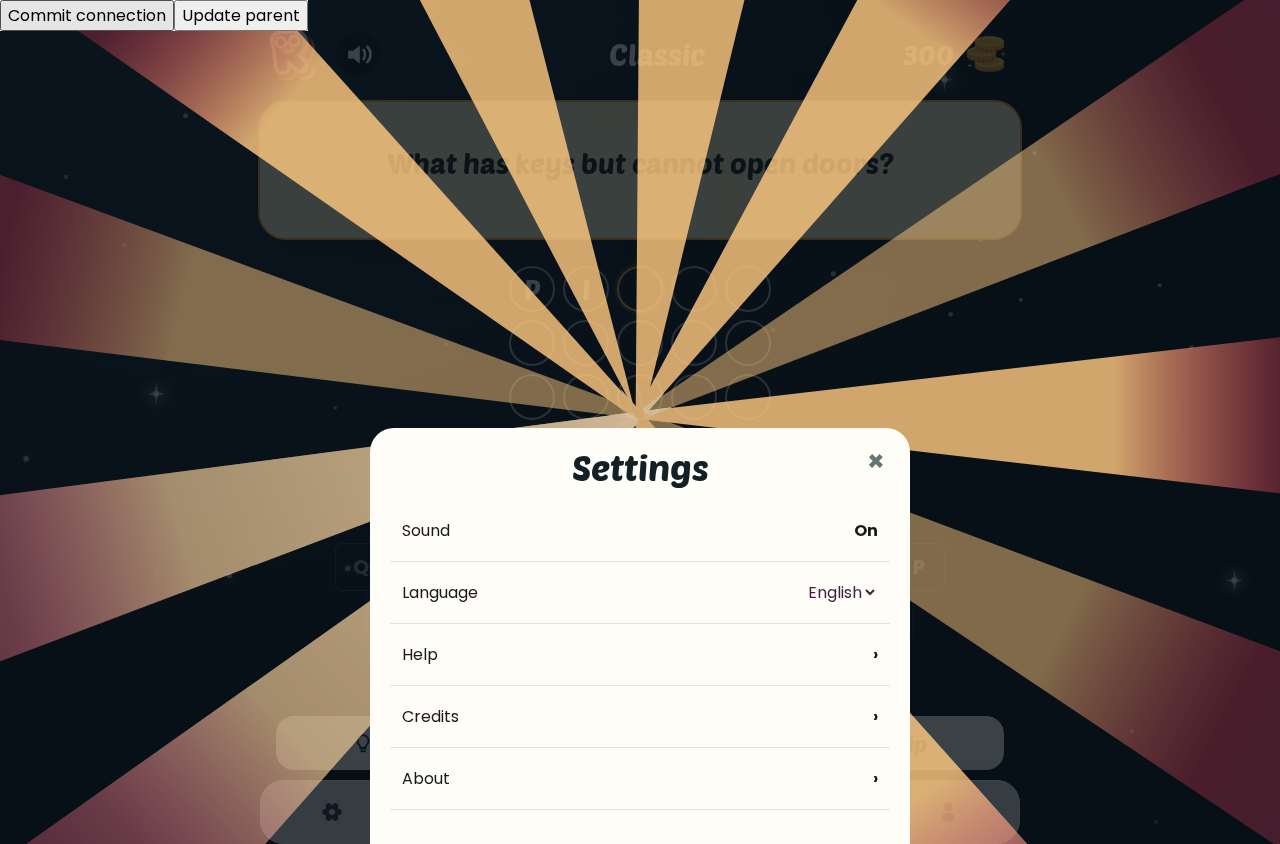 Commit connection Update parent
Classic 300
What has keys but cannot open doors?
P I
Settings ✖
Q P
Sound On
Language English
Help ›
Credits ›
About ›